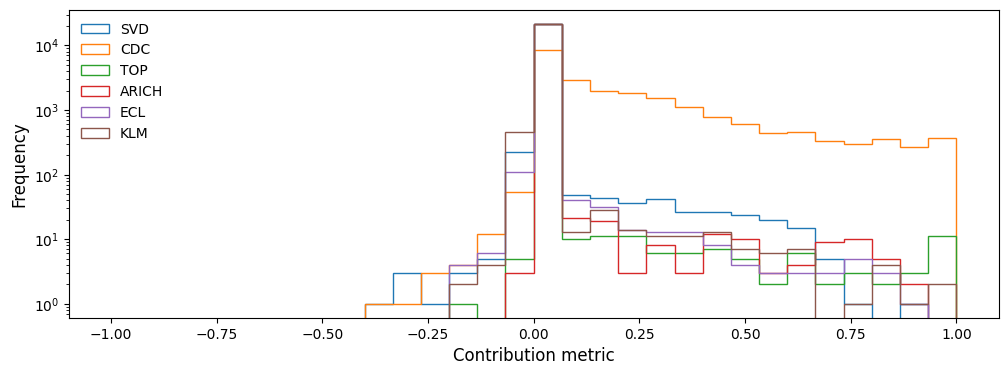 SVD
CDC
TOP
ARICH
ECL
KLM
Frequency
10⁴
10³
10²
10¹
10⁰
−1.00 −0.75 −0.50 −0.25 0.00 0.25 0.50 0.75 1.00
Contribution metric